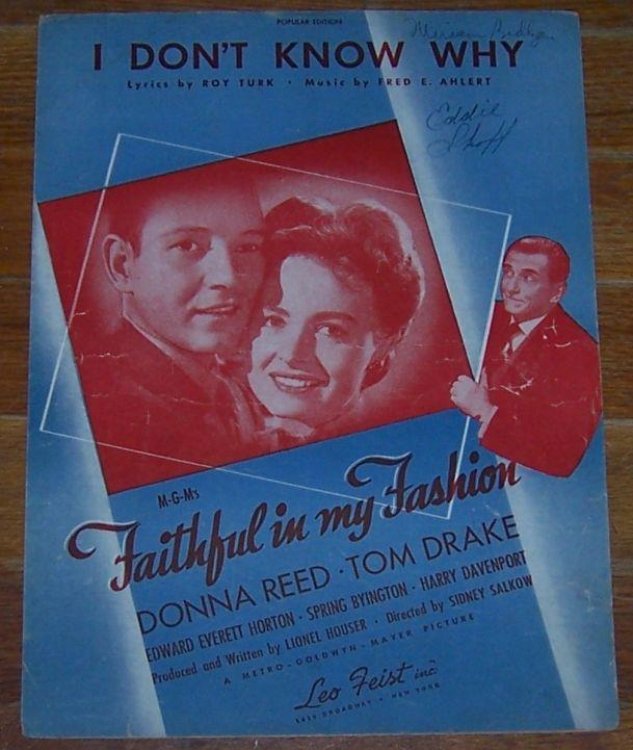 POPULAR EDITION
I DON'T KNOW WHY
Lyrics by ROY TURK · Music by FRED E. AHLERT
Eddie
M-G-M's
Faithful in my Fashion
DONNA REED · TOM DRAKE
EDWARD EVERETT HORTON · SPRING BYINGTON · HARRY DAVENPORT
Produced and Written by LIONEL HOUSER · Directed by SIDNEY SALKOW
A METRO-GOLDWYN-MAYER PICTURE
Leo Feist inc
BROADWAY · NEW YORK